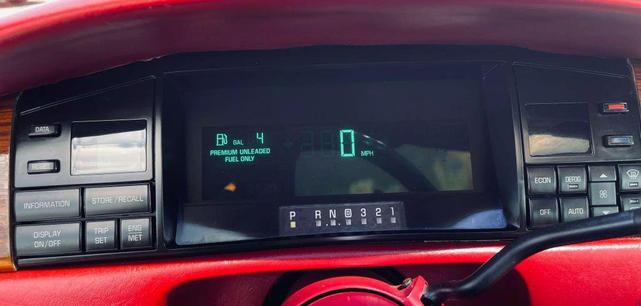 DATA
RESET
INFORMATION
STORE / RECALL
DISPLAY
ON/OFF
TRIP
SET
ENG
MET
GAL 4
PREMIUM UNLEADED
FUEL ONLY
0 MPH
P R N D 3 2 1
ECON
DEFOG
OFF
AUTO